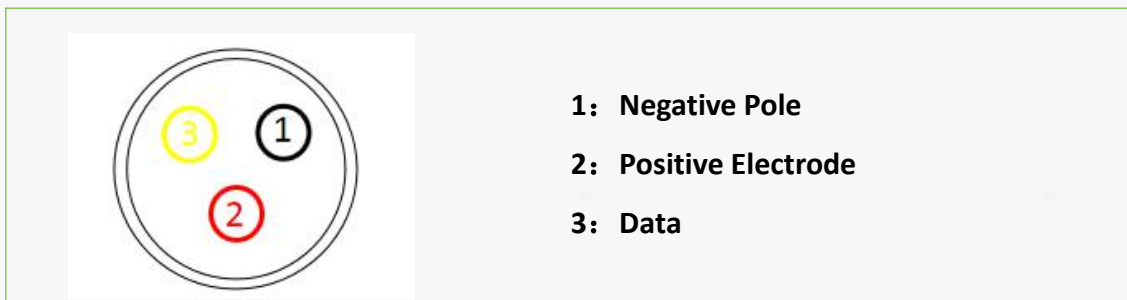 3 1
2
1：Negative Pole
2：Positive Electrode
3：Data